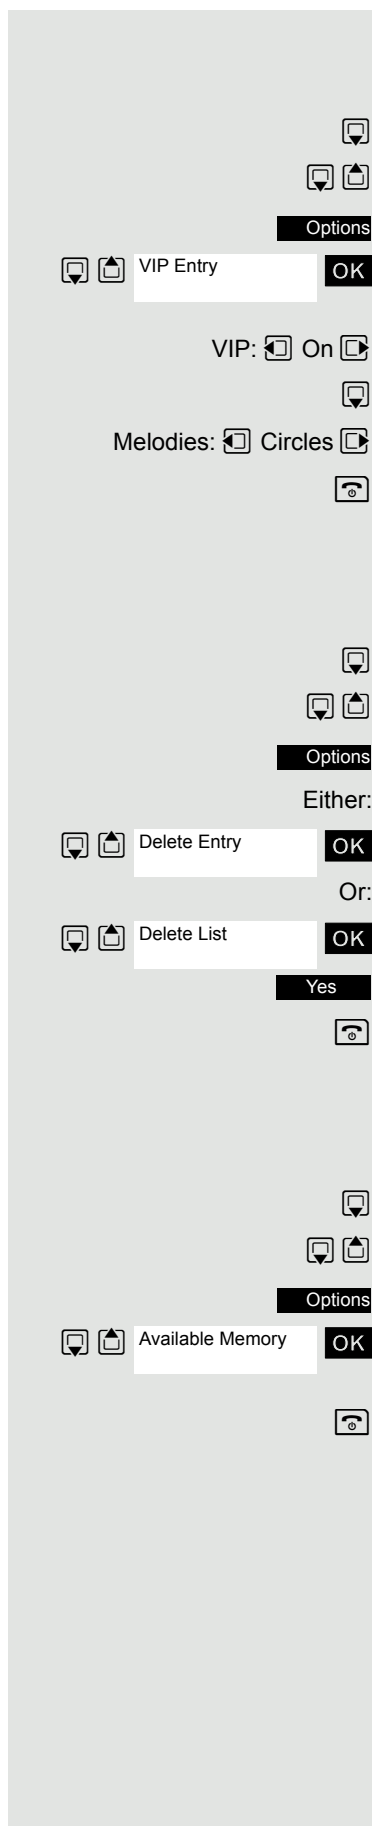 Options
VIP Entry OK
VIP: On
Melodies: Circles
Options
Either:
Delete Entry OK
Or:
Delete List OK
Yes
Options
Available Memory OK